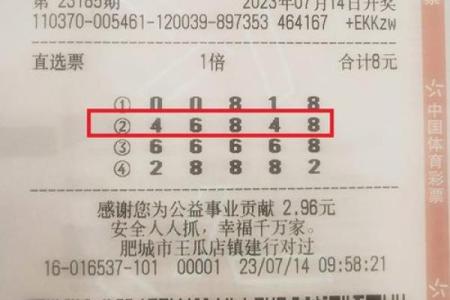 第 23185期 2023年07月14日开奖
110370-005461-120039-897353 464167 +EKKzw
直选票 1倍 合计8元
① 0 0 8 1 8
② 4 6 8 4 8
③ 6 6 6 6 8
④ 2 8 8 8 2
感谢您为公益事业贡献 2.96元
安全人人抓，幸福千万家。
肥城市王瓜店镇建行对过
16-016537-101 00001 23/07/14 09:58:21
中国体育彩票
票